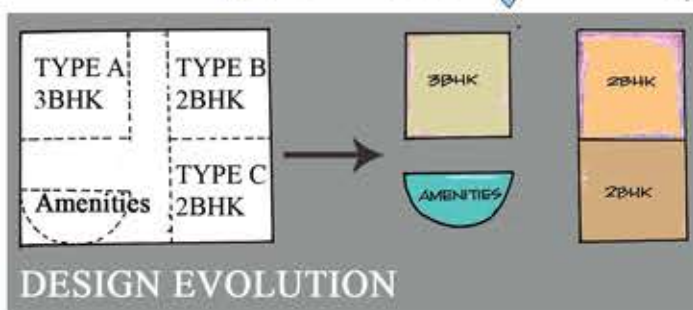 TYPE A
3BHK
TYPE B
2BHK
TYPE C
2BHK
Amenities
3BHK
2BHK
AMENITIES
2BHK
DESIGN EVOLUTION